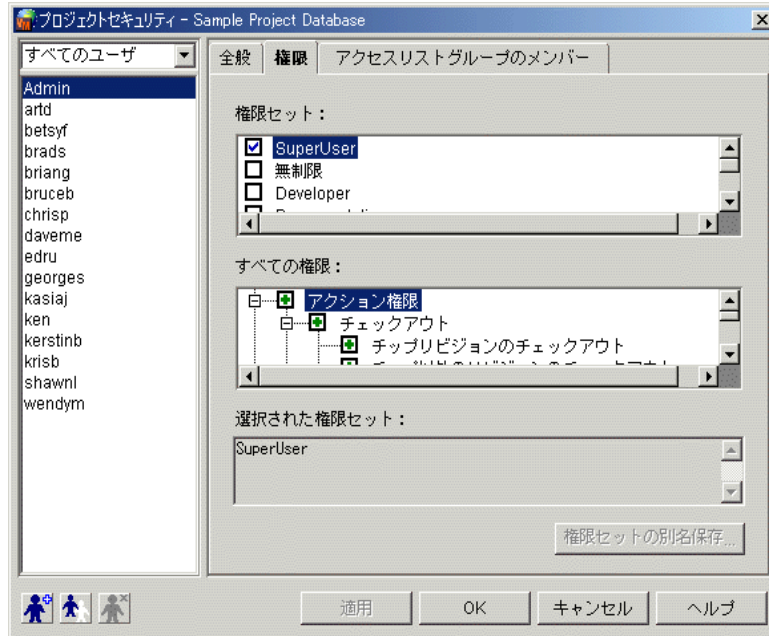 プロジェクトセキュリティ - Sample Project Database
すべてのユーザ
Admin
artd
betsyf
brads
briang
bruceb
chrisp
daveme
edru
georges
kasiaj
ken
kerstinb
krisb
shawnl
wendym
全般 権限 アクセスリストグループのメンバー
権限セット：
SuperUser
無制限
Developer
すべての権限：
アクション権限
チェックアウト
チップリビジョンのチェックアウト
選択された権限セット：
SuperUser
権限セットの別名保存...
適用 OK キャンセル ヘルプ